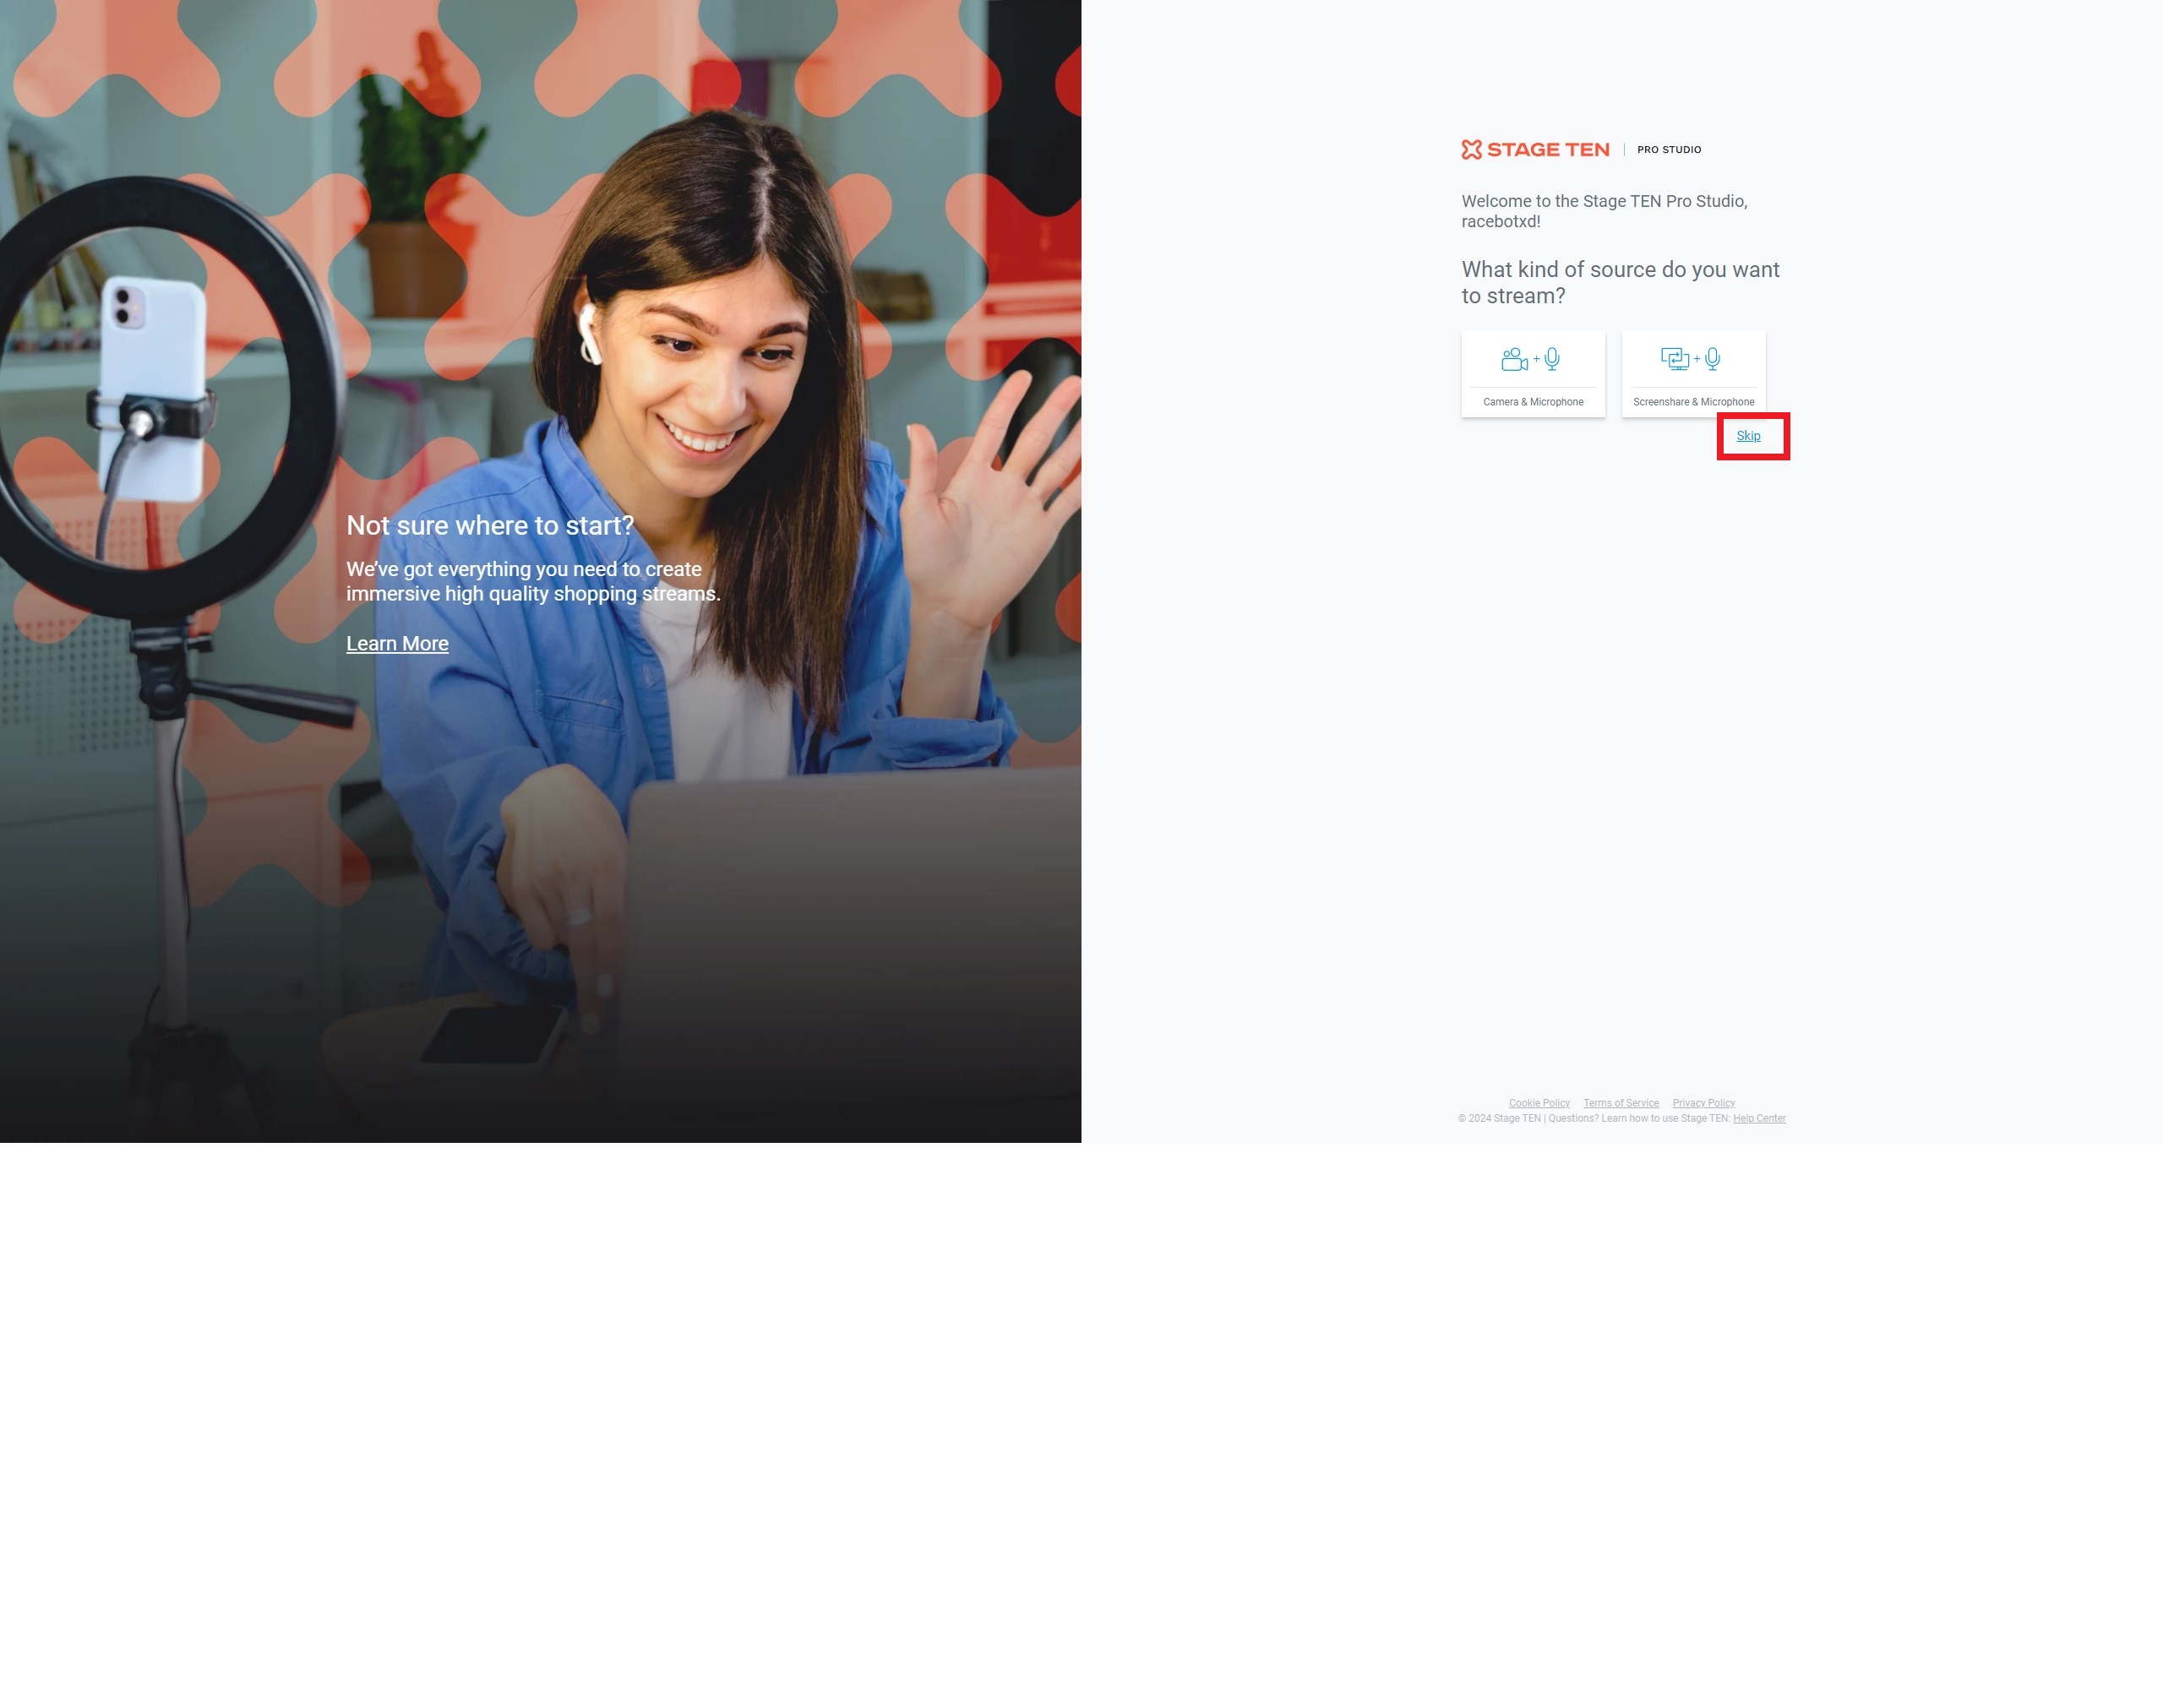 STAGE TEN | PRO STUDIO
Welcome to the Stage TEN Pro Studio,
racebotxd!
What kind of source do you want
to stream?
+
+
Camera & Microphone
Screenshare & Microphone
Skip
Not sure where to start?
We've got everything you need to create
immersive high quality shopping streams.
Learn More
Cookie Policy Terms of Service Privacy Policy
© 2024 Stage TEN | Questions? Learn how to use Stage TEN: Help Center